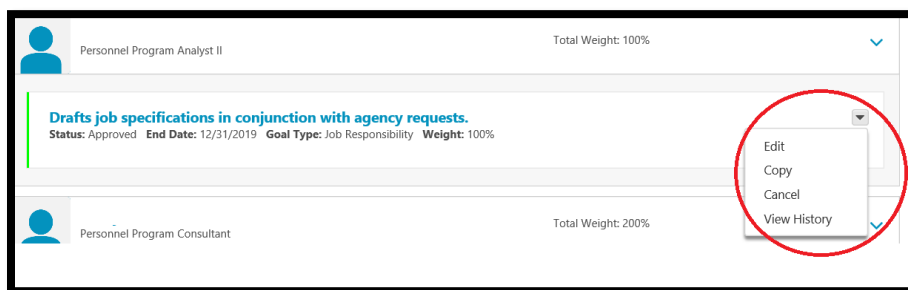 Personnel Program Analyst II
Total Weight: 100%
Drafts job specifications in conjunction with agency requests.
Status: Approved End Date: 12/31/2019 Goal Type: Job Responsibility Weight: 100%
Edit
Copy
Cancel
View History
Personnel Program Consultant
Total Weight: 200%